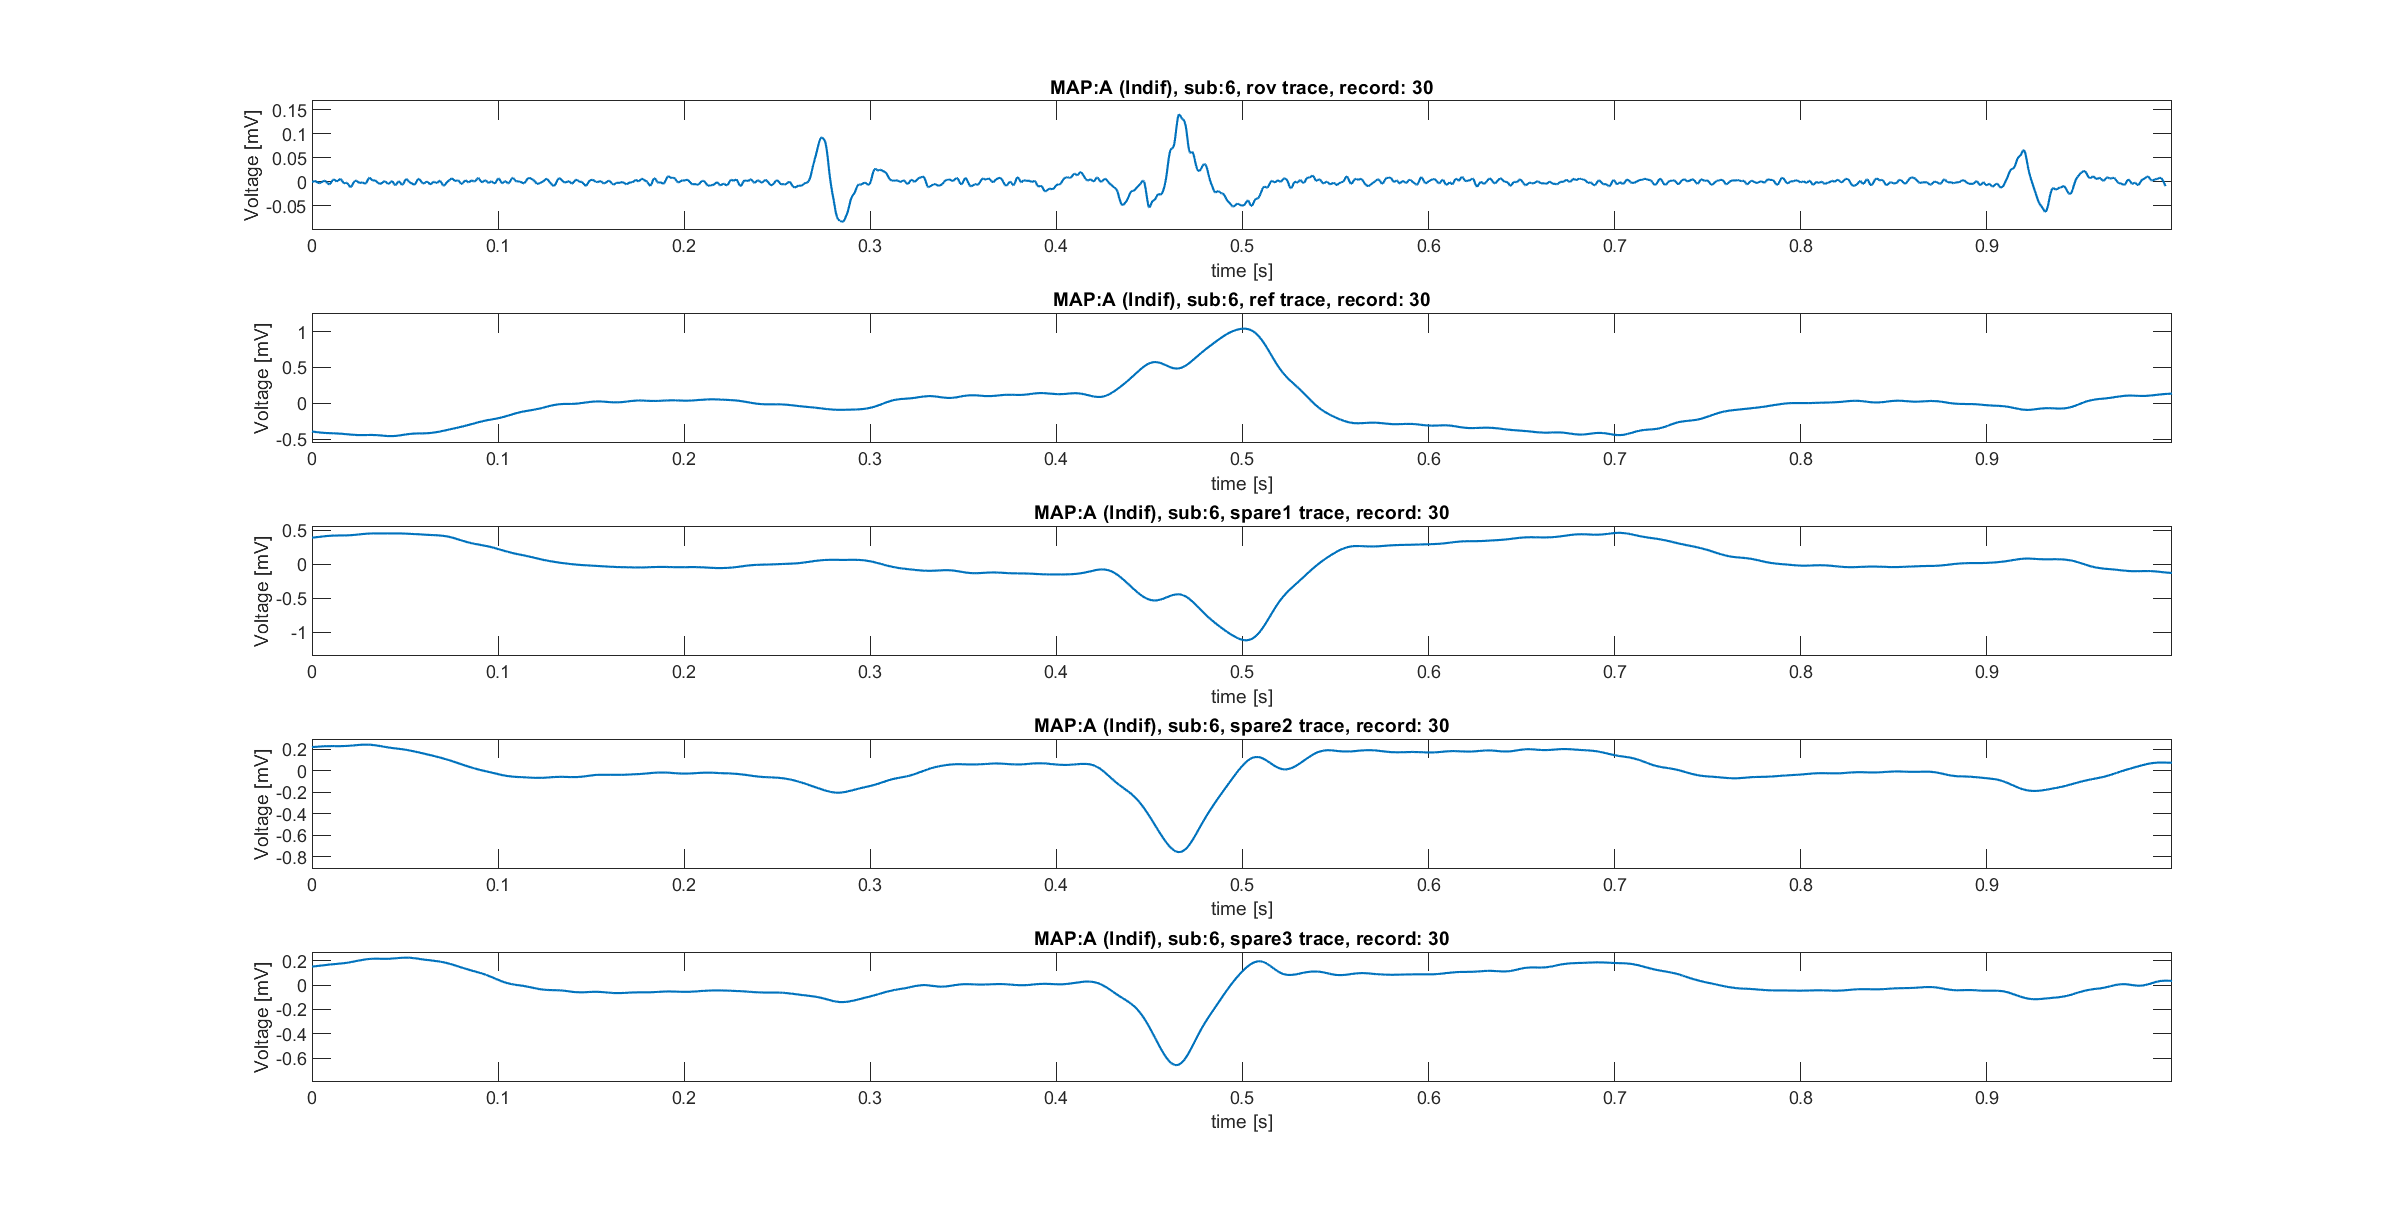 MAP:A (Indif), sub:6, rov trace, record: 30
Voltage [mV]
0.15
0.1
0.05
0
-0.05
0 0.1 0.2 0.3 0.4 0.5 0.6 0.7 0.8 0.9
time [s]
MAP:A (Indif), sub:6, ref trace, record: 30
Voltage [mV]
1
0.5
0
-0.5
0 0.1 0.2 0.3 0.4 0.5 0.6 0.7 0.8 0.9
time [s]
MAP:A (Indif), sub:6, spare1 trace, record: 30
Voltage [mV]
0.5
0
-0.5
-1
0 0.1 0.2 0.3 0.4 0.5 0.6 0.7 0.8 0.9
time [s]
MAP:A (Indif), sub:6, spare2 trace, record: 30
Voltage [mV]
0.2
0
-0.2
-0.4
-0.6
-0.8
0 0.1 0.2 0.3 0.4 0.5 0.6 0.7 0.8 0.9
time [s]
MAP:A (Indif), sub:6, spare3 trace, record: 30
Voltage [mV]
0.2
0
-0.2
-0.4
-0.6
0 0.1 0.2 0.3 0.4 0.5 0.6 0.7 0.8 0.9
time [s]